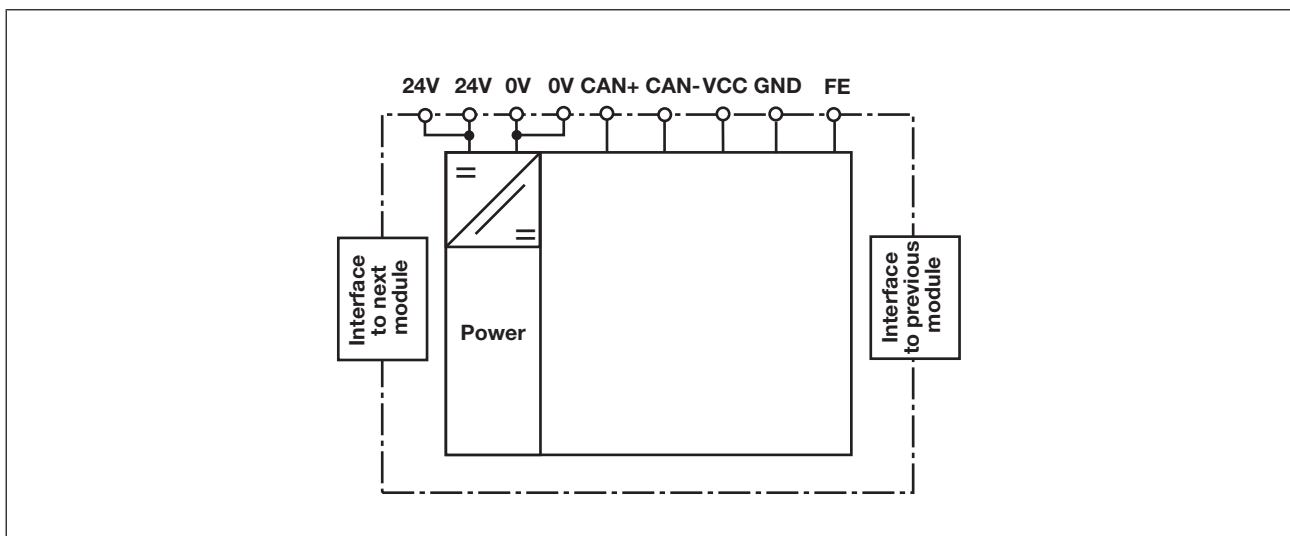 24V 24V 0V 0V CAN+ CAN- VCC GND FE
Interface
to next
module
Power
Interface
to previous
module